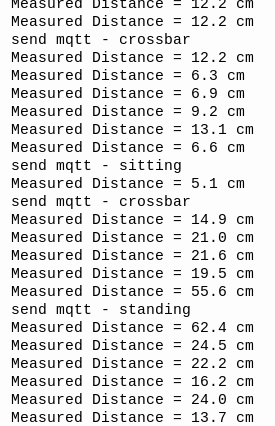 Measured Distance = 12.2 cm
Measured Distance = 12.2 cm
send mqtt - crossbar
Measured Distance = 12.2 cm
Measured Distance = 6.3 cm
Measured Distance = 6.9 cm
Measured Distance = 9.2 cm
Measured Distance = 13.1 cm
Measured Distance = 6.6 cm
send mqtt - sitting
Measured Distance = 5.1 cm
send mqtt - crossbar
Measured Distance = 14.9 cm
Measured Distance = 21.0 cm
Measured Distance = 21.6 cm
Measured Distance = 19.5 cm
Measured Distance = 55.6 cm
send mqtt - standing
Measured Distance = 62.4 cm
Measured Distance = 24.5 cm
Measured Distance = 22.2 cm
Measured Distance = 16.2 cm
Measured Distance = 24.0 cm
Measured Distance = 13.7 cm